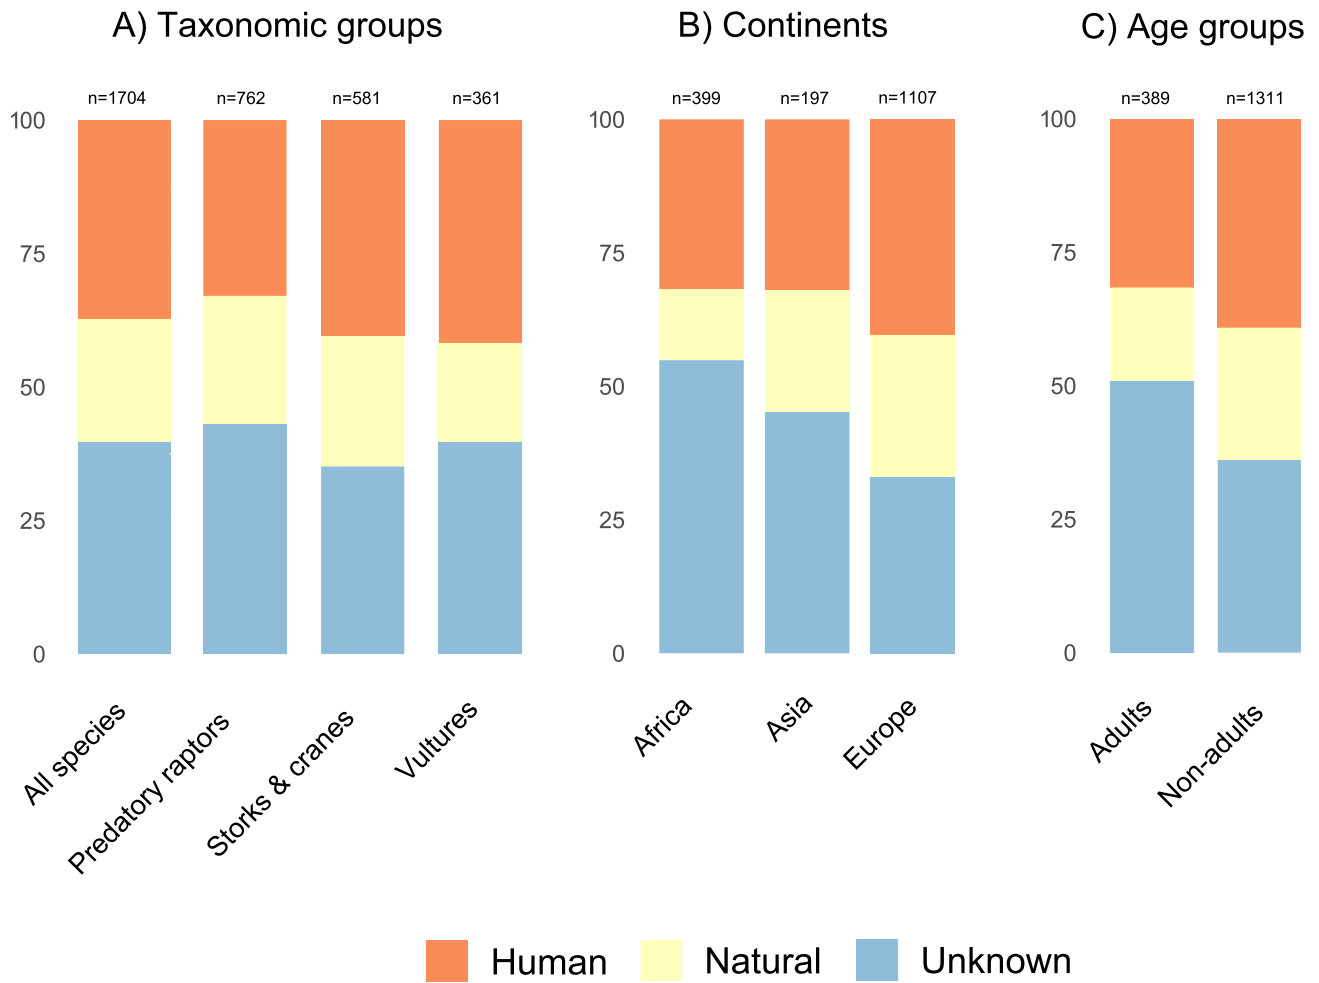 A) Taxonomic groups
B) Continents
C) Age groups
n=1704 n=762 n=581 n=361
n=399 n=197 n=1107
n=389 n=1311
100
75
50
25
0
100
75
50
25
0
100
75
50
25
0
All species
Predatory raptors
Storks & cranes
Vultures
Africa
Asia
Europe
Adults
Non-adults
Human Natural Unknown